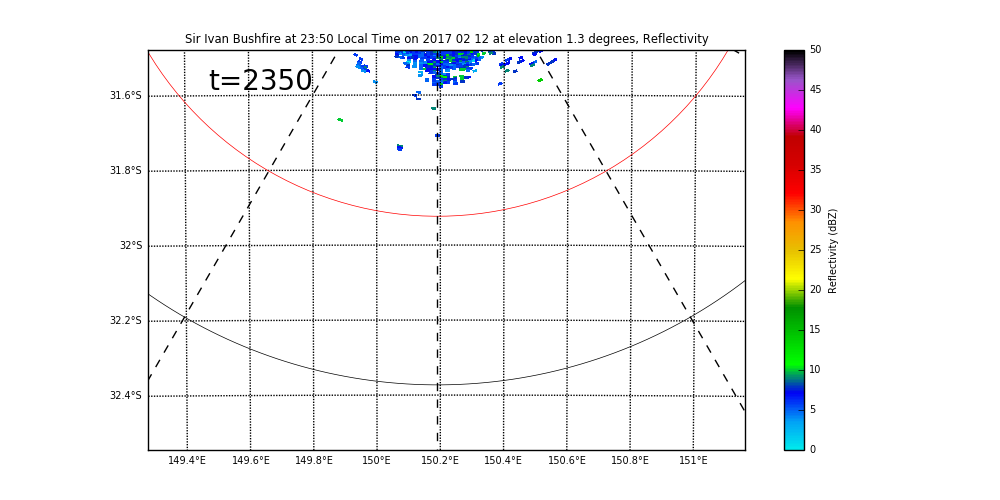 Sir Ivan Bushfire at 23:50 Local Time on 2017 02 12 at elevation 1.3 degrees, Reflectivity
t=2350
31.6°S
31.8°S
32°S
32.2°S
32.4°S
149.4°E 149.6°E 149.8°E 150°E 150.2°E 150.4°E 150.6°E 150.8°E 151°E
50
45
40
35
30
25
20
15
10
5
0
Reflectivity (dBZ)